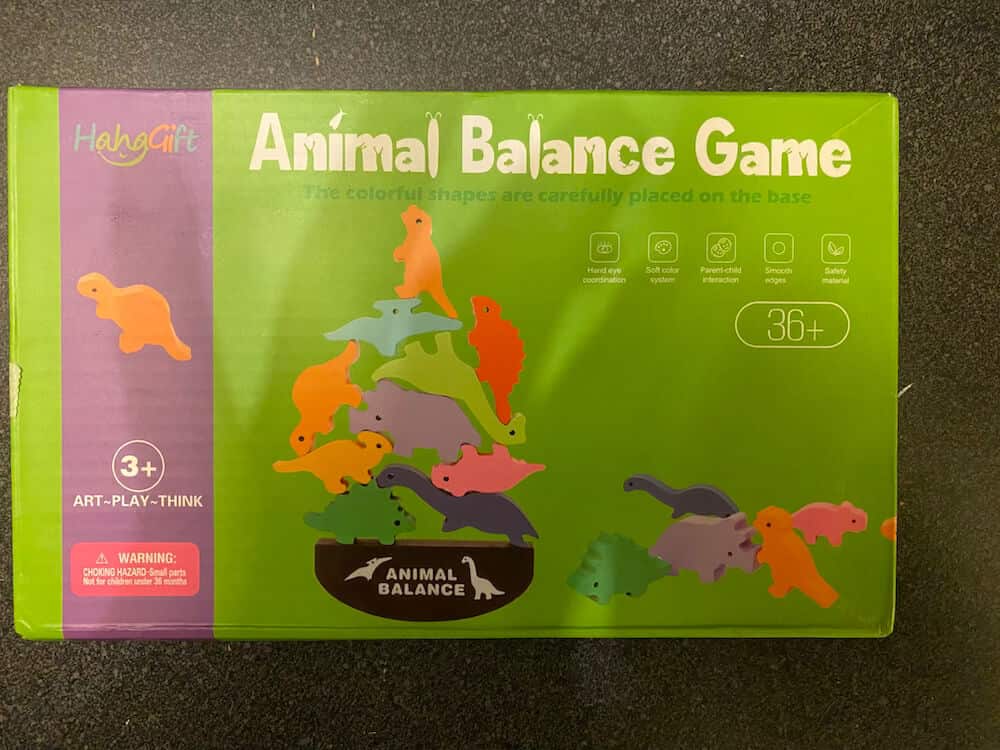 HahgGift
Animal Balance Game
The colorful shapes are carefully placed on the base
Hand eye
coordination
Soft color
system
Parent-child
interaction
Smooth
edges
Safety
material
36+
3+
ART~PLAY~THINK
⚠ WARNING:
CHOKING HAZARD-Small parts
Not for children under 36 months
ANIMAL
BALANCE